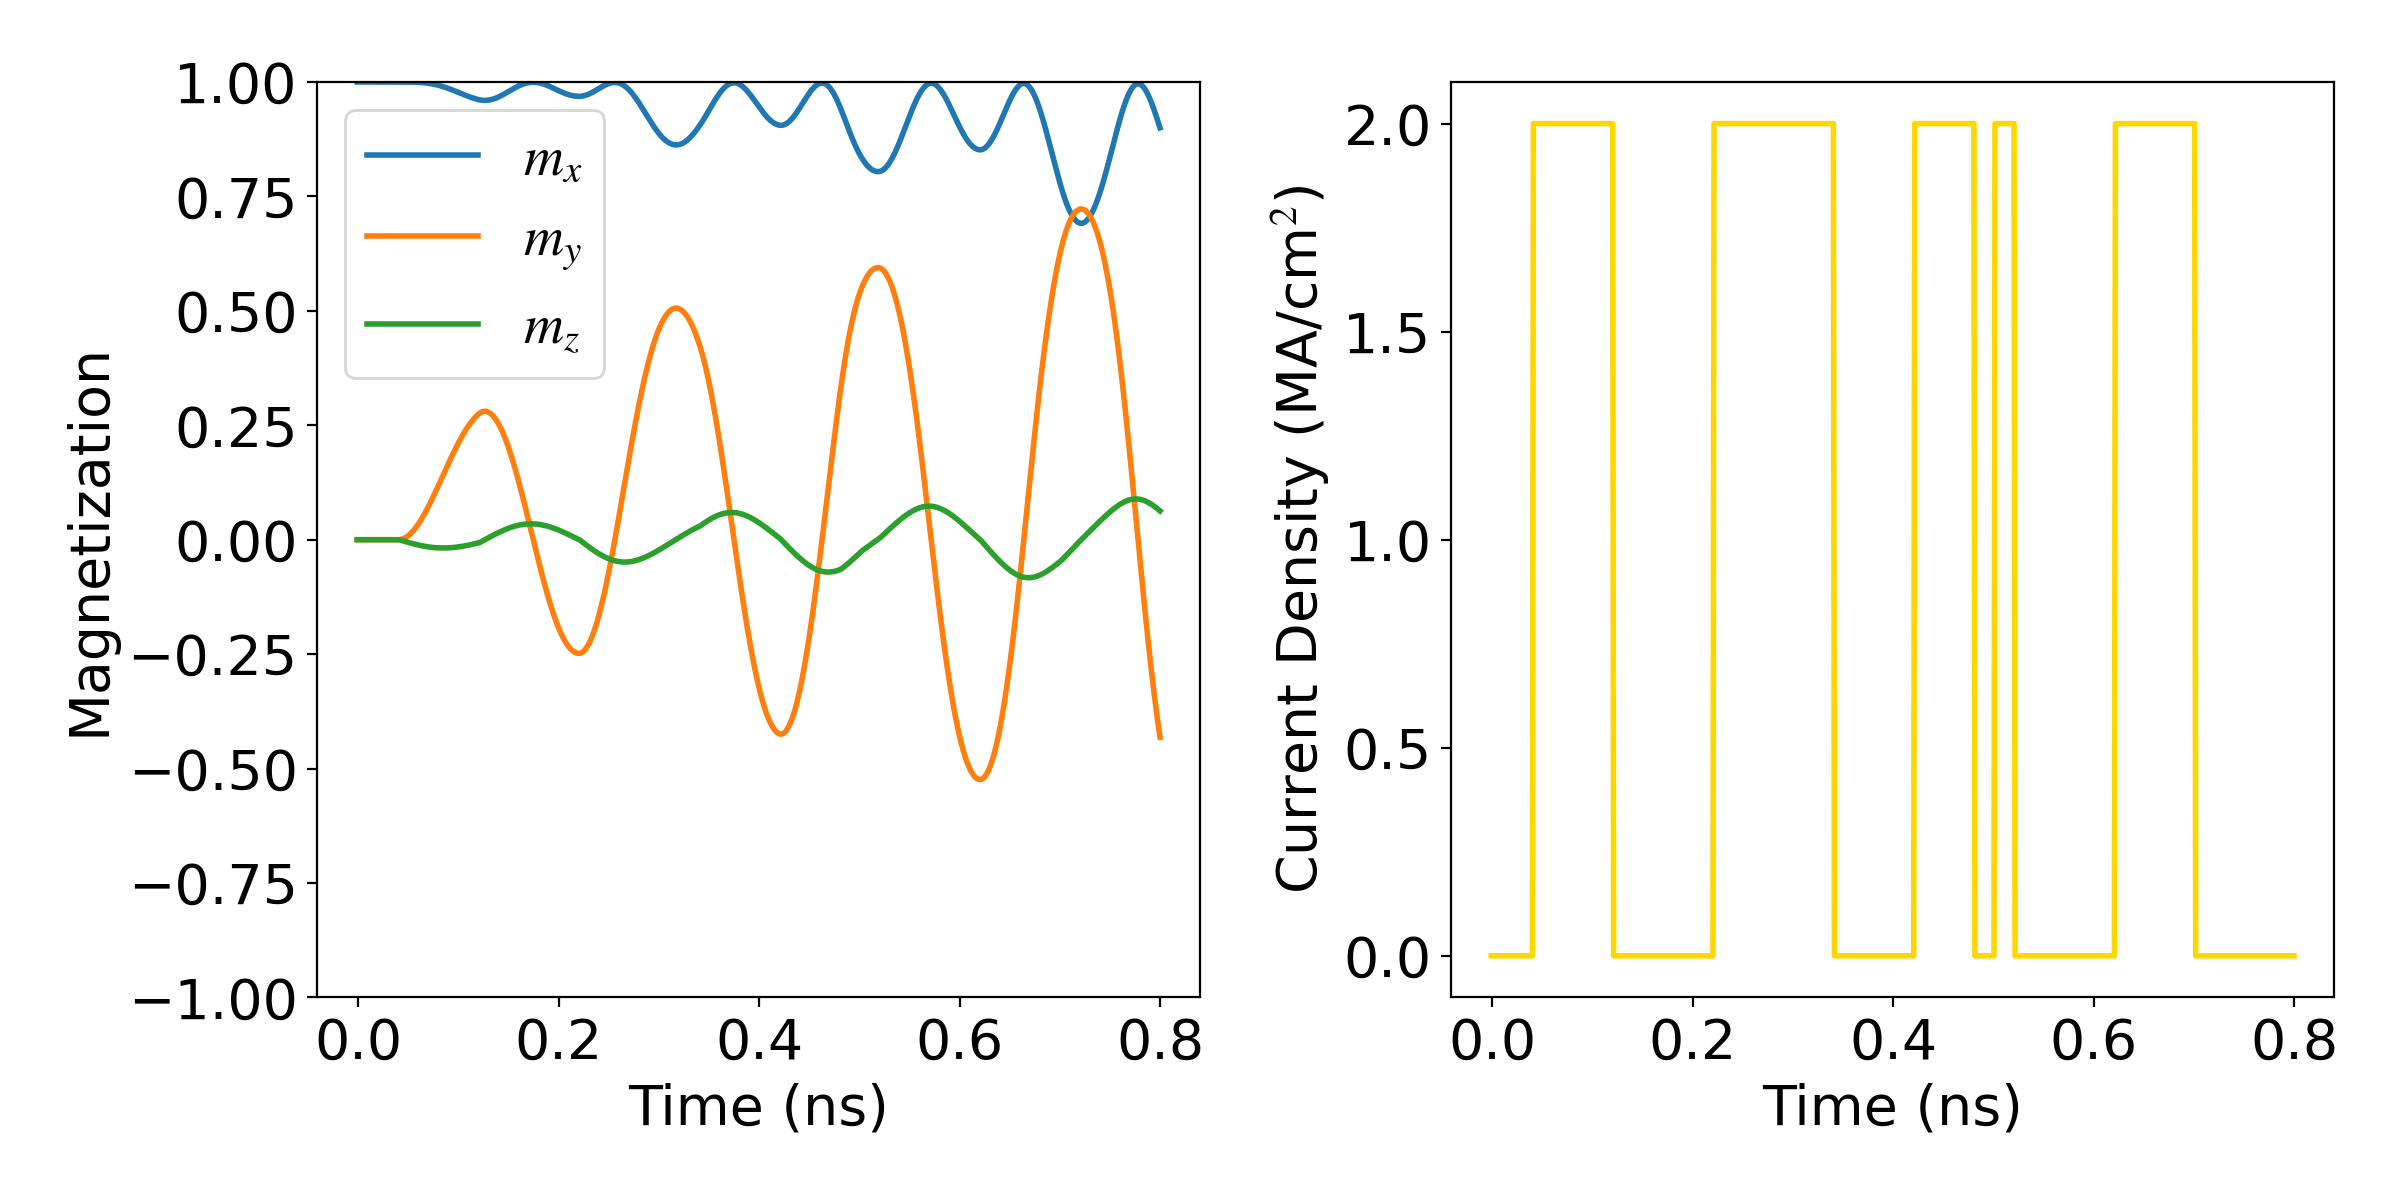 1.00
0.75
0.50
0.25
0.00
−0.25
−0.50
−0.75
−1.00
Magnetization
m_x
m_y
m_z
0.0 0.2 0.4 0.6 0.8
Time (ns)
2.0
1.5
1.0
0.5
0.0
Current Density (MA/cm²)
0.0 0.2 0.4 0.6 0.8
Time (ns)